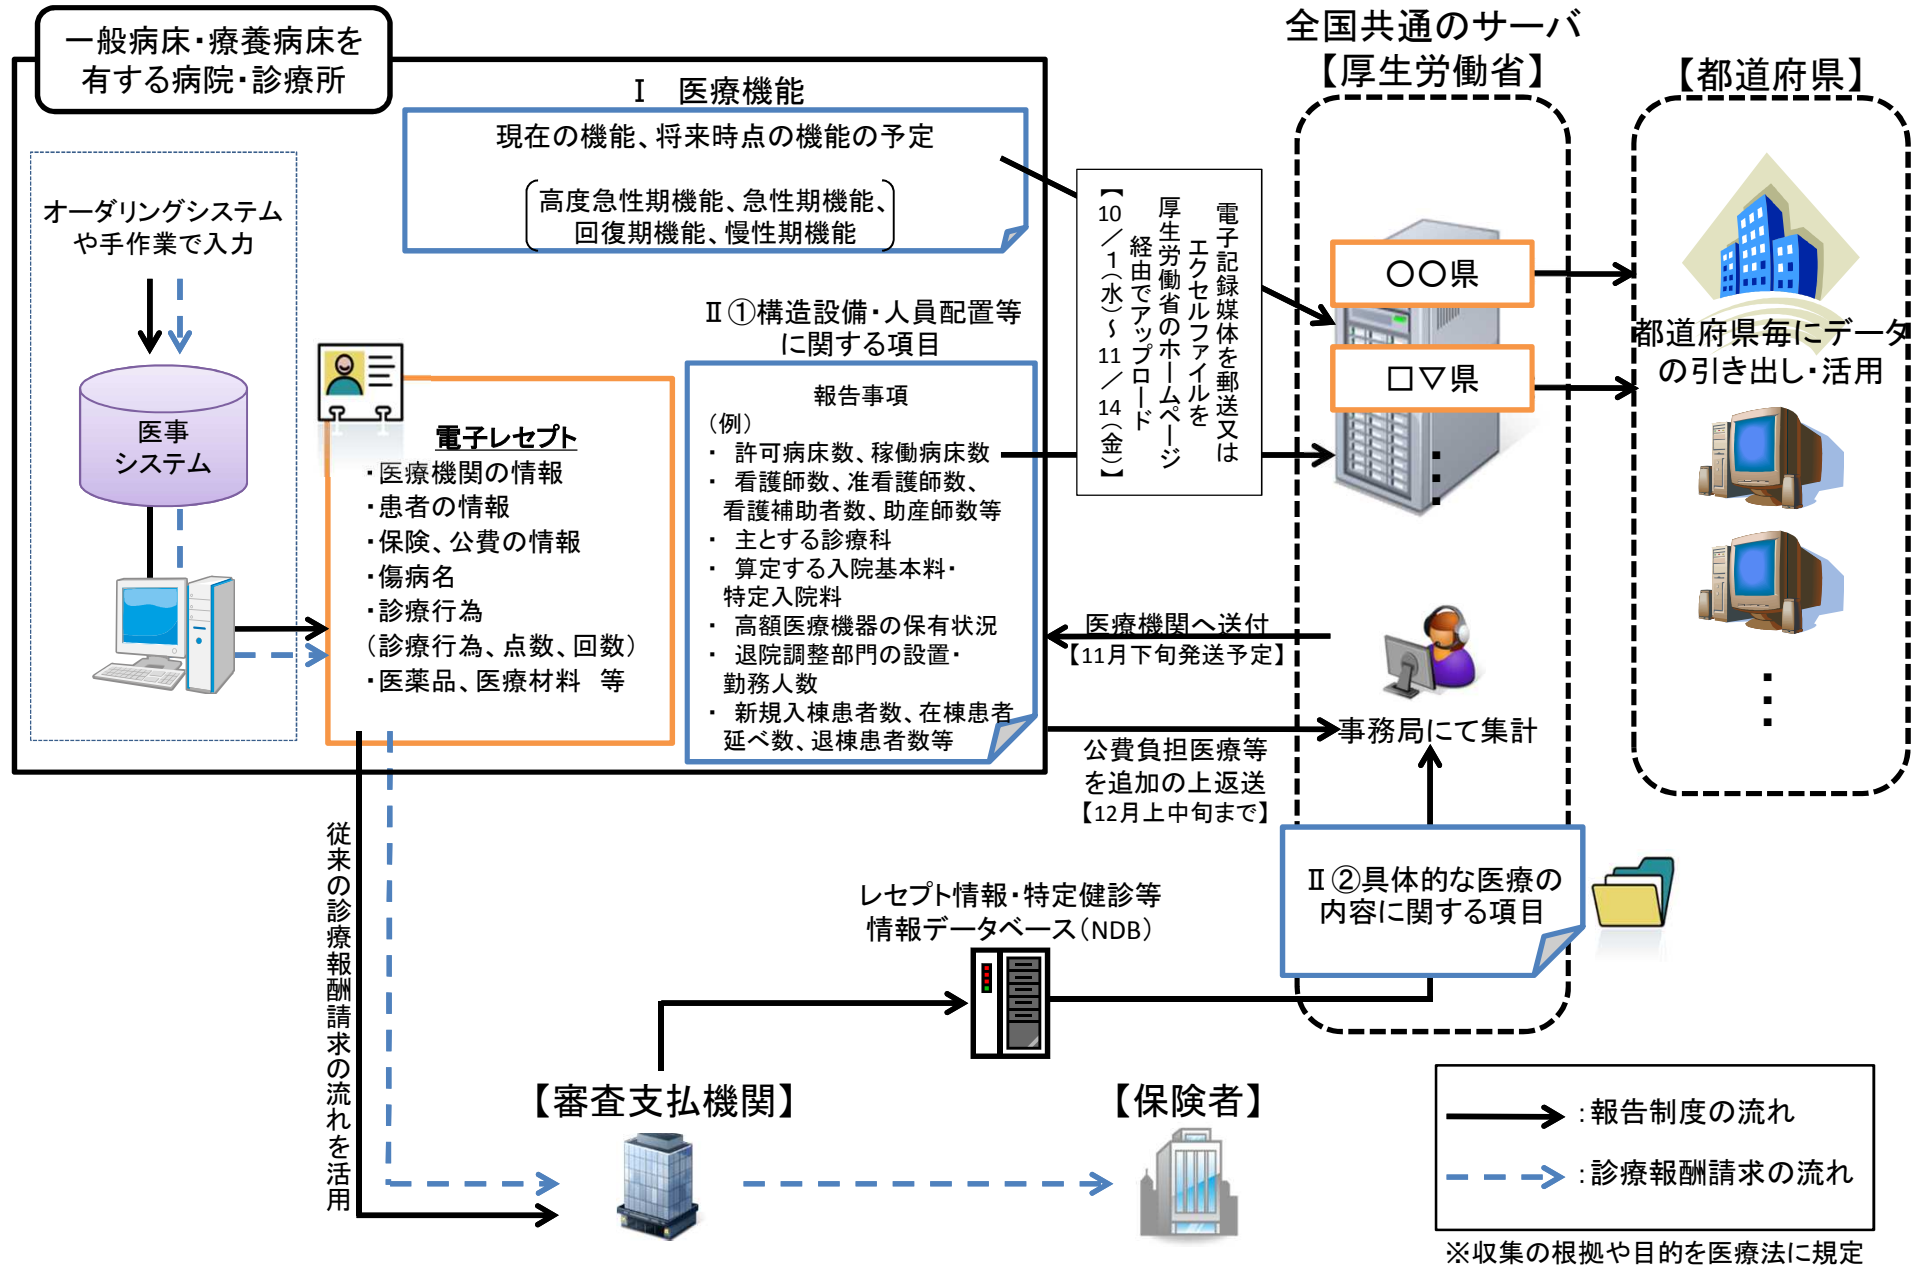 一般病床・療養病床を
有する病院・診療所
Ⅰ　医療機能
現在の機能、将来時点の機能の予定
高度急性期機能、急性期機能、
回復期機能、慢性期機能
オーダリングシステム
や手作業で入力
医事
システム
電子レセプト
・医療機関の情報
・患者の情報
・保険、公費の情報
・傷病名
・診療行為
（診療行為、点数、回数）
・医薬品、医療材料　等
Ⅱ①構造設備・人員配置等
に関する項目
報告事項
（例）
・ 許可病床数、稼働病床数
・ 看護師数、准看護師数、
看護補助者数、助産師数等
・ 主とする診療科
・ 算定する入院基本料・
特定入院料
・ 高額医療機器の保有状況
・ 退院調整部門の設置・
勤務人数
・ 新規入棟患者数、在棟患者
延べ数、退棟患者数等
電子記録媒体を郵送又は
エクセルファイルを
厚生労働省のホームページ
経由でアップロード
【10／1（水）～11／14（金）】
全国共通のサーバ
【厚生労働省】
○○県
□▽県
【都道府県】
都道府県毎にデータ
の引き出し・活用
医療機関へ送付
【11月下旬発送予定】
事務局にて集計
公費負担医療等
を追加の上返送
【12月上中旬まで】
Ⅱ②具体的な医療の
内容に関する項目
レセプト情報・特定健診等
情報データベース（NDB）
従来の診療報酬請求の流れを活用
【審査支払機関】
【保険者】
：報告制度の流れ
：診療報酬請求の流れ
※収集の根拠や目的を医療法に規定